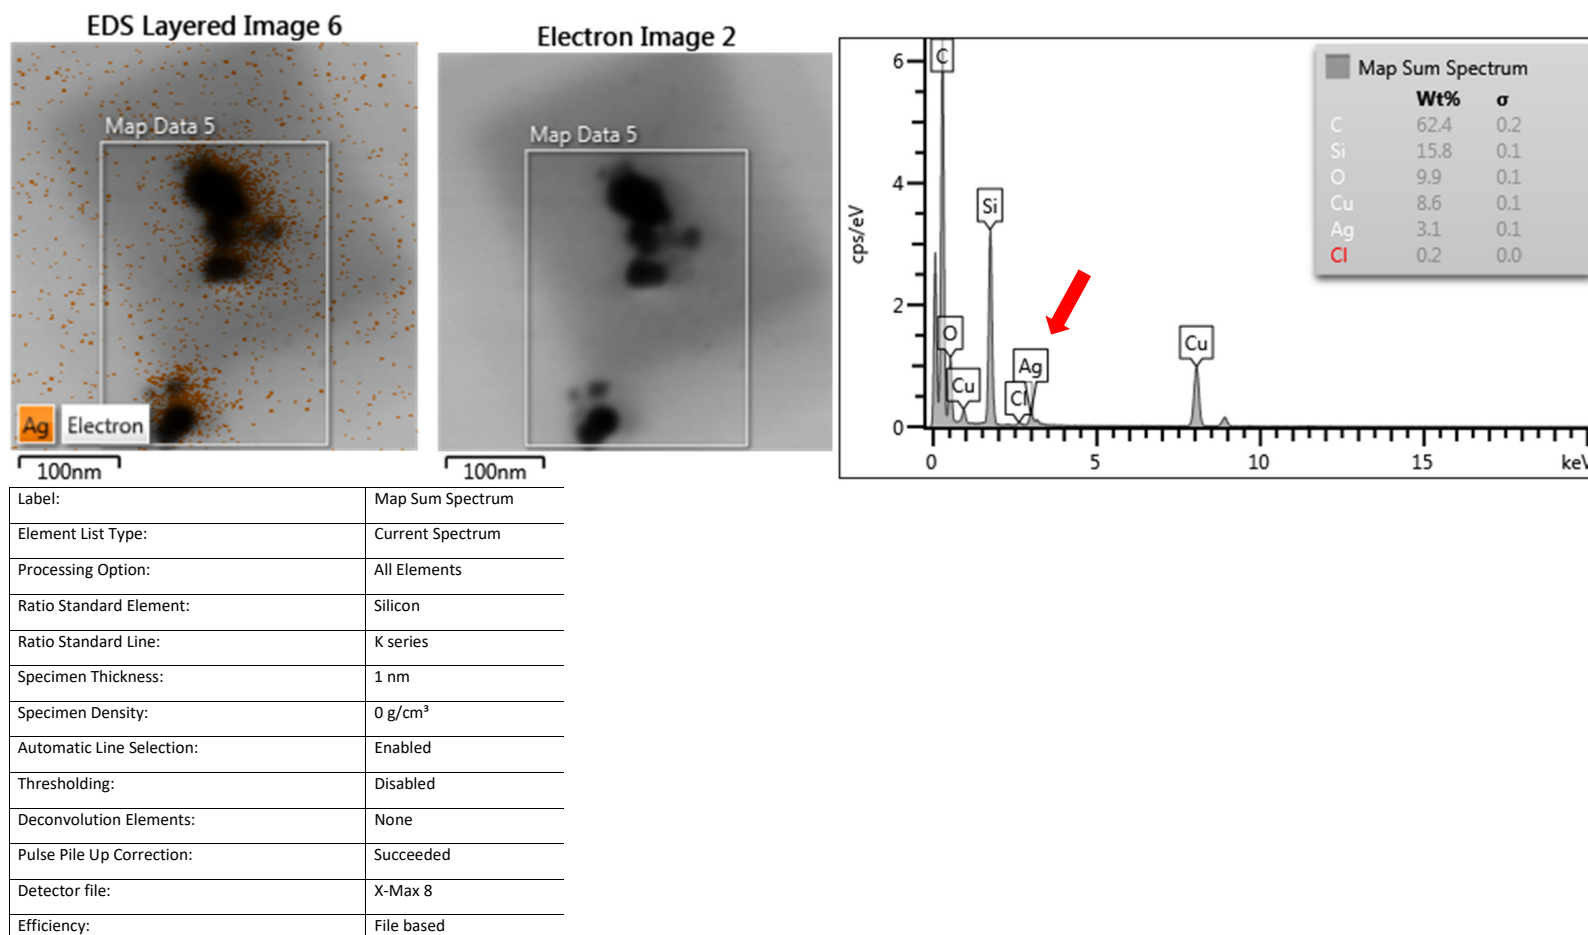 EDS Layered Image 6
Map Data 5
Ag Electron
100nm
Electron Image 2
Map Data 5
100nm
cps/eV
6
4
2
0
C
O
Cu
Si
Cl
Ag
Cu
0 5 10 15 keV
Map Sum Spectrum
Wt% σ
C 62.4 0.2
Si 15.8 0.1
O 9.9 0.1
Cu 8.6 0.1
Ag 3.1 0.1
Cl 0.2 0.0
Label: Map Sum Spectrum
Element List Type: Current Spectrum
Processing Option: All Elements
Ratio Standard Element: Silicon
Ratio Standard Line: K series
Specimen Thickness: 1 nm
Specimen Density: 0 g/cm³
Automatic Line Selection: Enabled
Thresholding: Disabled
Deconvolution Elements: None
Pulse Pile Up Correction: Succeeded
Detector file: X-Max 8
Efficiency: File based